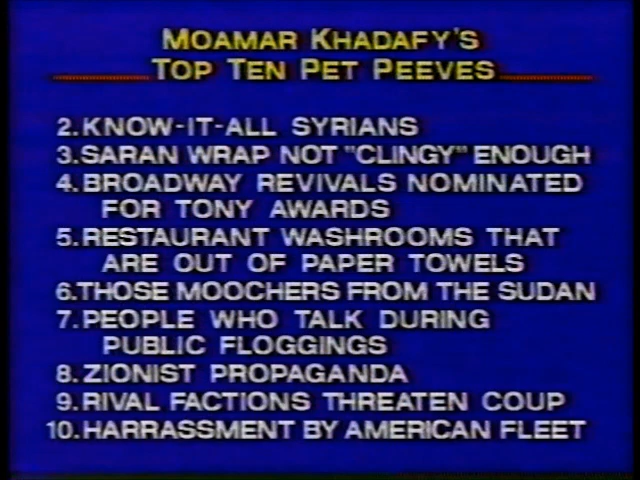 MOAMAR KHADAFY'S
TOP TEN PET PEEVES
2. KNOW-IT-ALL SYRIANS
3. SARAN WRAP NOT "CLINGY" ENOUGH
4. BROADWAY REVIVALS NOMINATED
FOR TONY AWARDS
5. RESTAURANT WASHROOMS THAT
ARE OUT OF PAPER TOWELS
6. THOSE MOOCHERS FROM THE SUDAN
7. PEOPLE WHO TALK DURING
PUBLIC FLOGGINGS
8. ZIONIST PROPAGANDA
9. RIVAL FACTIONS THREATEN COUP
10. HARRASSMENT BY AMERICAN FLEET